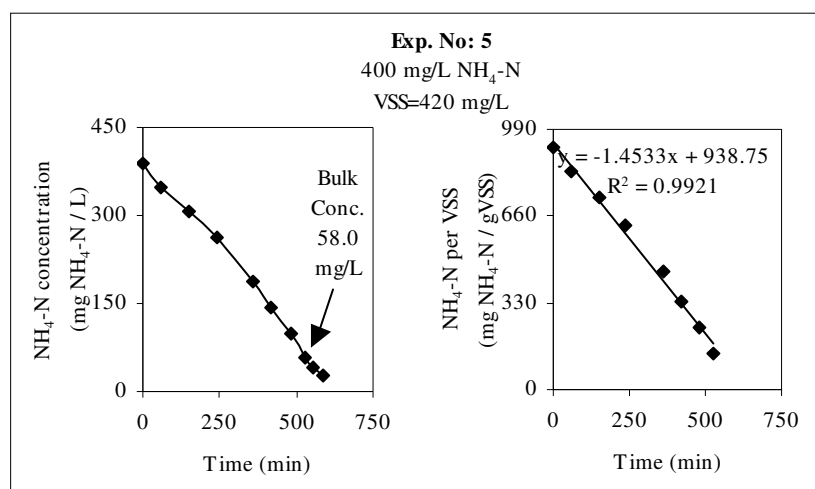 Exp. No: 5
400 mg/L NH₄-N
VSS=420 mg/L
NH₄-N concentration
(mg NH₄-N / L)
450
300
150
0
Bulk
Conc.
58.0
mg/L
0 250 500 750
Time (min)
NH₄-N per VSS
(mg NH₄-N / gVSS)
990
660
330
0
y = -1.4533x + 938.75
R² = 0.9921
0 250 500 750
Time (min)